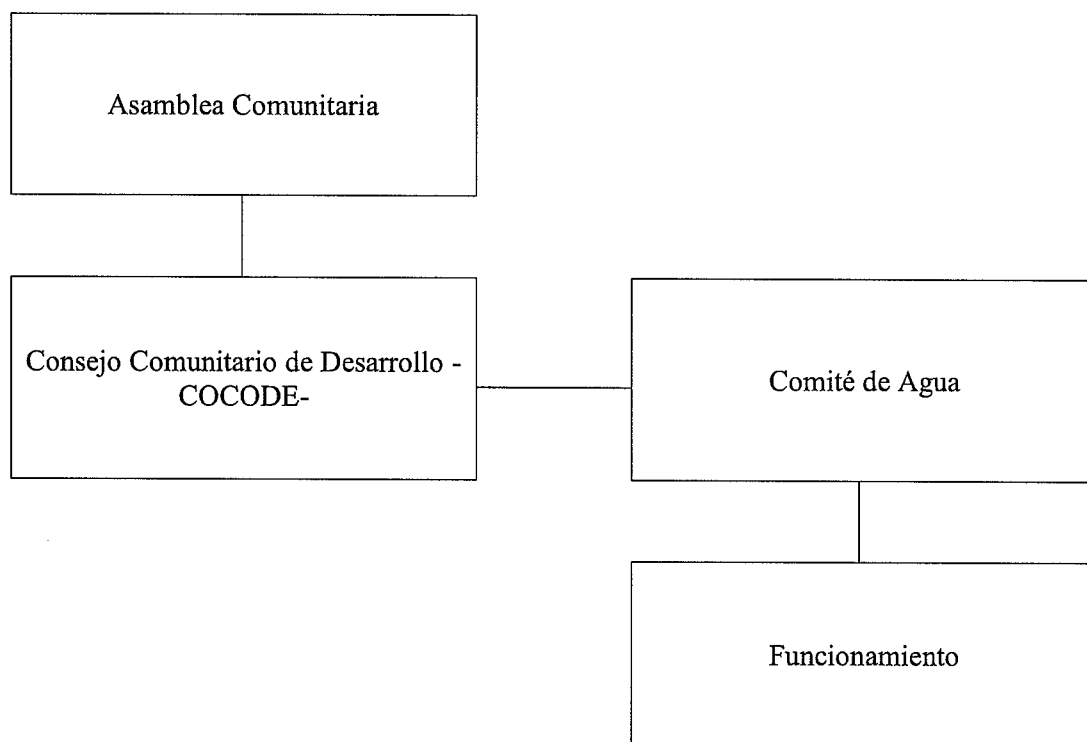 Asamblea Comunitaria
Consejo Comunitario de Desarrollo -
COCODE-
Comité de Agua
Funcionamiento